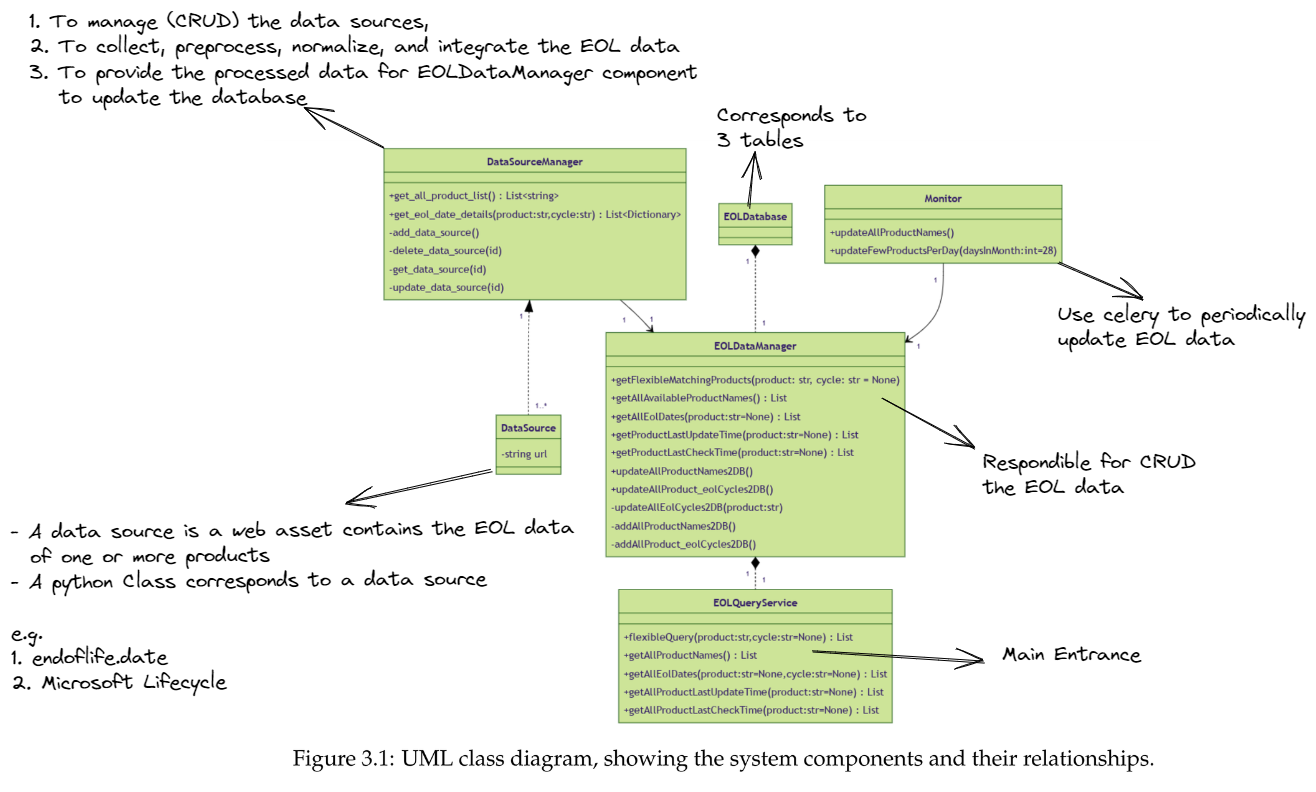 1. To manage (CRUD) the data sources,
2. To collect, preprocess, normalize, and integrate the EOL data
3. To provide the processed data for EOLDataManager component
to update the database
Corresponds to
3 tables
DataSourceManager
+get_all_product_list() : List<string>
+get_eol_date_details(product:str,cycle:str) : List<Dictionary>
-add_data_source()
-delete_data_source(id)
-get_data_source(id)
-update_data_source(id)
EOLDatabase
Monitor
+updateAllProductNames()
+updateFewProductsPerDay(daysInMonth:int=28)
1
1
1
1
1
1
1
1..*
Use celery to periodically
update EOL data
EOLDataManager
+getFlexibleMatchingProducts(product: str, cycle: str = None)
+getAllAvailableProductNames() : List
+getAllEolDates(product:str=None) : List
+getProductLastUpdateTime(product:str=None) : List
+getProductLastCheckTime(product:str=None) : List
+updateAllProductNames2DB()
+updateAllProduct_eolCycles2DB()
-updateAllEolCycles2DB(product:str)
-addAllProductNames2DB()
-addAllProduct_eolCycles2DB()
DataSource
-string url
Respondible for CRUD
the EOL data
- A data source is a web asset contains the EOL data
of one or more products
- A python Class corresponds to a data source
e.g.
1. endoflife.date
2. Microsoft Lifecycle
1
1
EOLQueryService
+flexibleQuery(product:str,cycle:str=None) : List
+getAllProductNames() : List
+getAllEolDates(product:str=None,cycle:str=None) : List
+getAllProductLastUpdateTime(product:str=None) : List
+getAllProductLastCheckTime(product:str=None) : List
Main Entrance
Figure 3.1: UML class diagram, showing the system components and their relationships.